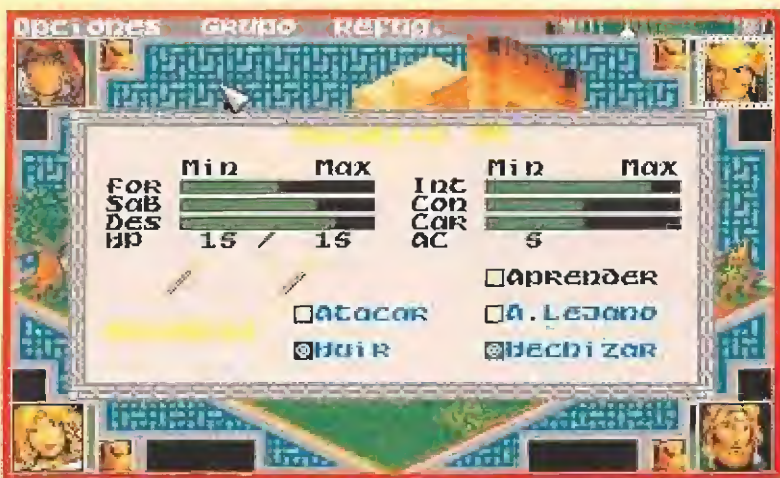 Opciones Grupo Refug.
Min Max Min Max
FOR Int
SaB Con
Des CaR
HP 15 / 15 AC 5
Aprender
Atacar A.Lejano
Huir Hechizar